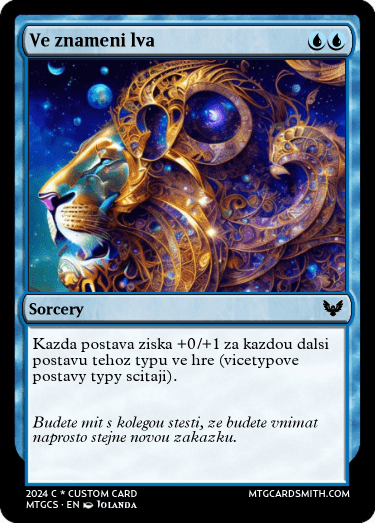 Ve znameni lva
Sorcery
Kazda postava ziska +0/+1 za kazdou dalsi
postavu tehoz typu ve hre (vicetypove
postavy typy scitaji).
Budete mit s kolegou stesti, ze budete vnimat
naprosto stejne novou zakazku.
2024 C * CUSTOM CARD
MTGCS · EN Iolanda
MTGCARDSMITH.COM